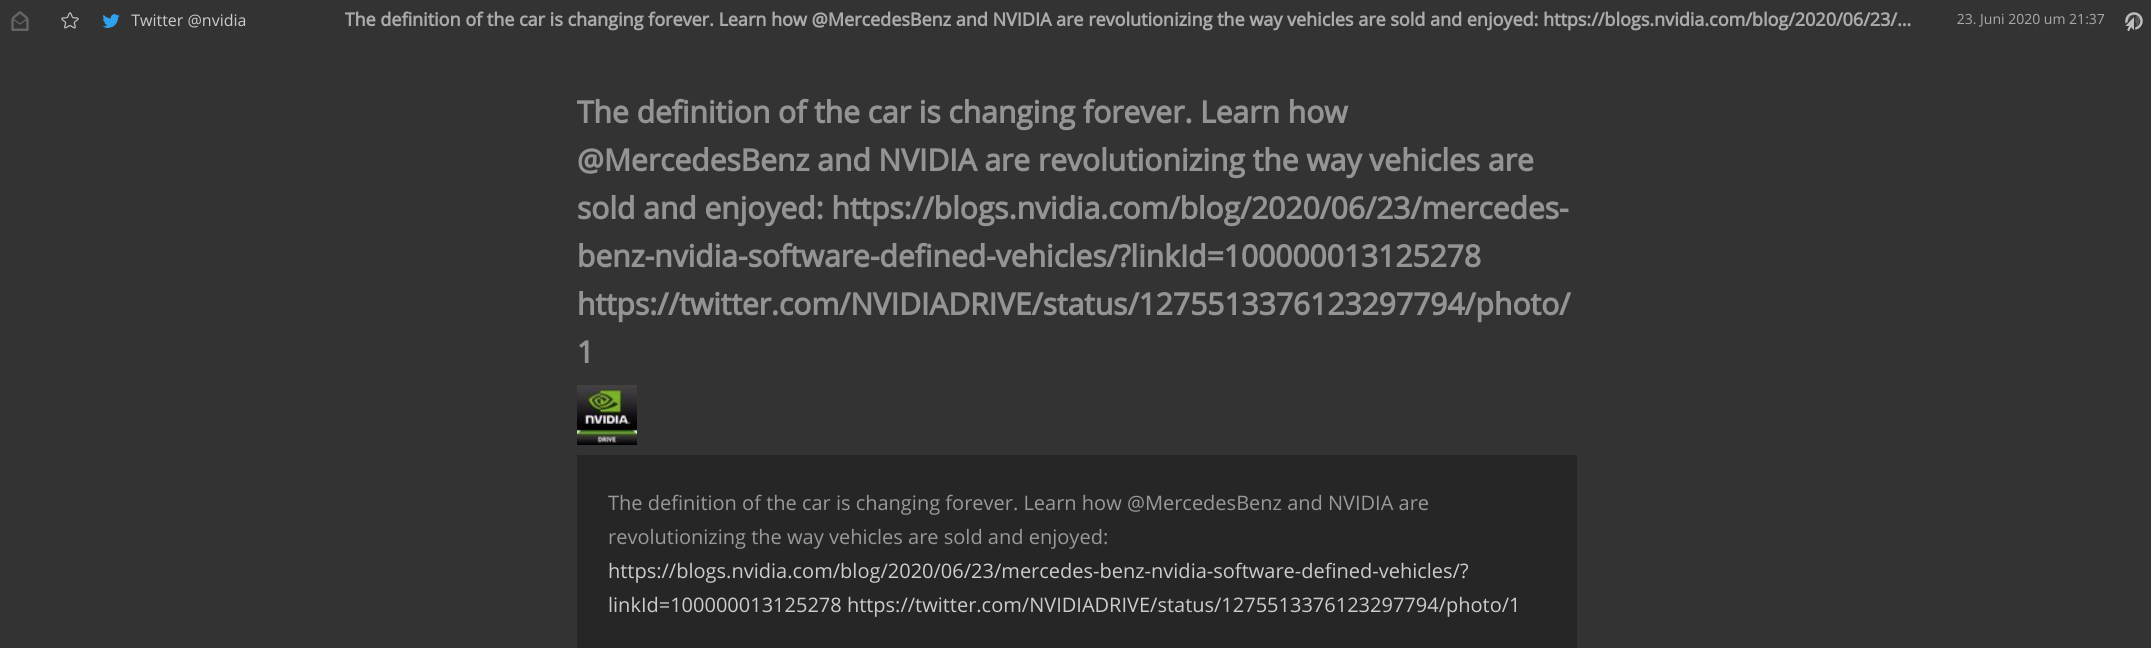 Twitter @nvidia The definition of the car is changing forever. Learn how @MercedesBenz and NVIDIA are revolutionizing the way vehicles are sold and enjoyed: https://blogs.nvidia.com/blog/2020/06/23/... 23. Juni 2020 um 21:37
The definition of the car is changing forever. Learn how
@MercedesBenz and NVIDIA are revolutionizing the way vehicles are
sold and enjoyed: https://blogs.nvidia.com/blog/2020/06/23/mercedes-
benz-nvidia-software-defined-vehicles/?linkId=100000013125278
https://twitter.com/NVIDIADRIVE/status/1275513376123297794/photo/
1
NVIDIA.
DRIVE
The definition of the car is changing forever. Learn how @MercedesBenz and NVIDIA are
revolutionizing the way vehicles are sold and enjoyed:
https://blogs.nvidia.com/blog/2020/06/23/mercedes-benz-nvidia-software-defined-vehicles/?
linkId=100000013125278 https://twitter.com/NVIDIADRIVE/status/1275513376123297794/photo/1